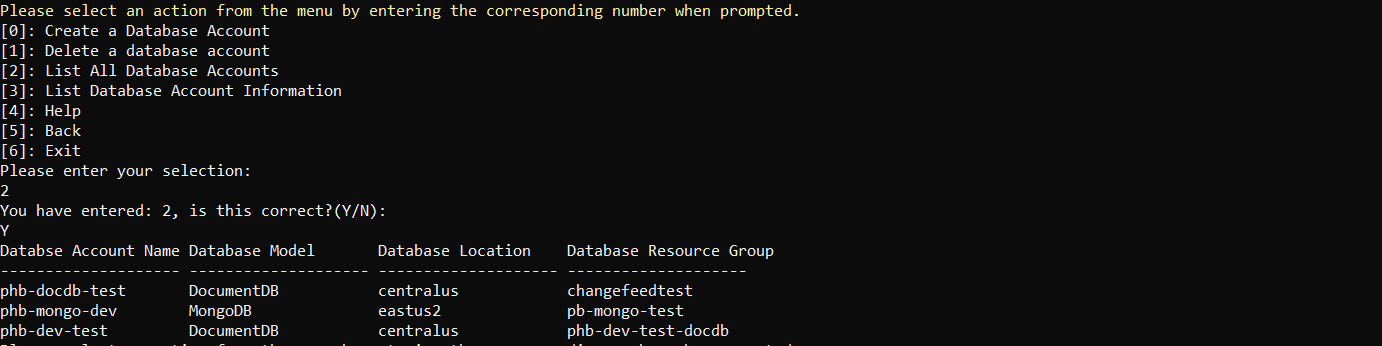 Please select an action from the menu by entering the corresponding number when prompted.
[0]: Create a Database Account
[1]: Delete a database account
[2]: List All Database Accounts
[3]: List Database Account Information
[4]: Help
[5]: Back
[6]: Exit
Please enter your selection:
2
You have entered: 2, is this correct?(Y/N):
Y
Databse Account Name Database Model Database Location Database Resource Group
-------------------- -------------------- -------------------- --------------------
phb-docdb-test DocumentDB centralus changefeedtest
phb-mongo-dev MongoDB eastus2 pb-mongo-test
phb-dev-test DocumentDB centralus phb-dev-test-docdb